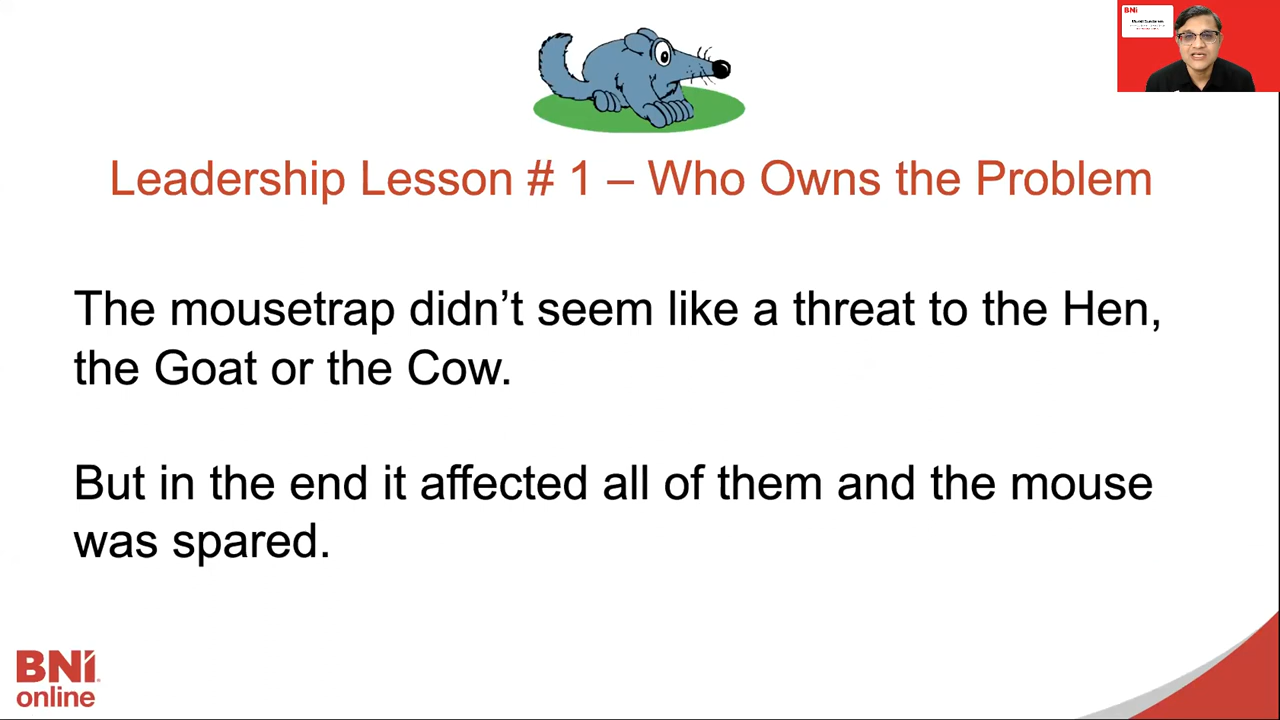 BNI
Leadership Lesson # 1 – Who Owns the Problem
The mousetrap didn’t seem like a threat to the Hen,
the Goat or the Cow.
But in the end it affected all of them and the mouse
was spared.
BNI
online